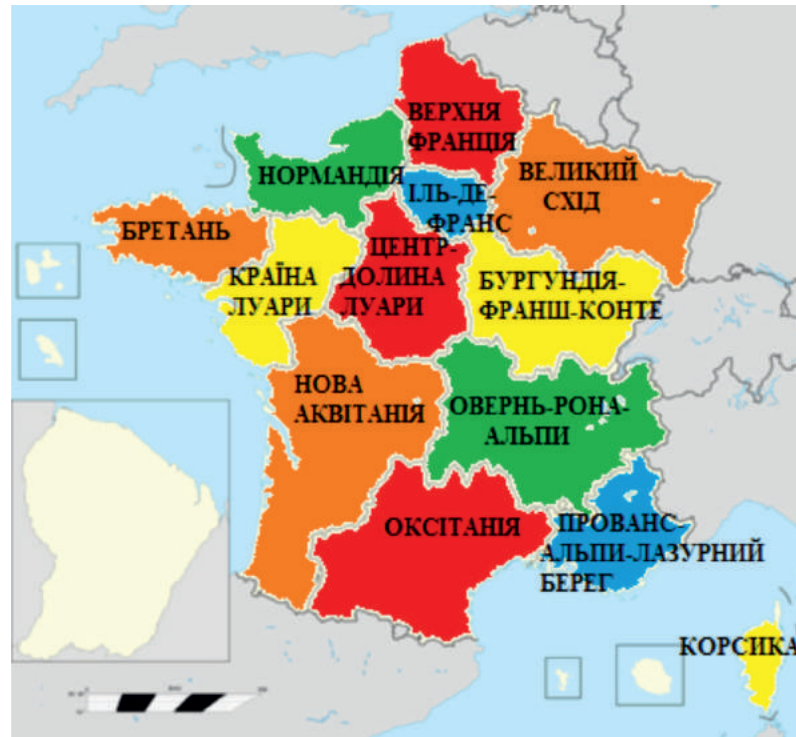 ВЕРХНЯ
ФРАНЦІЯ
НОРМАНДІЯ
ІЛЬ-ДЕ-
ФРАНС
ВЕЛИКИЙ
СХІД
БРЕТАНЬ
КРАЇНА
ЛУАРИ
ЦЕНТР-
ДОЛИНА
ЛУАРИ
БУРГУНДІЯ-
ФРАНШ-КОНТЕ
НОВА
АКВІТАНІЯ
ОВЕРНЬ-РОНА-
АЛЬПИ
ОКСІТАНІЯ
ПРОВАНС-
АЛЬПИ-ЛАЗУРНИЙ
БЕРЕГ
КОРСИКА